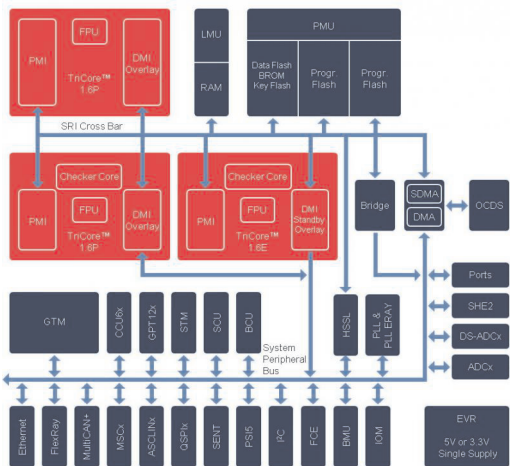 FPU
PMI
DMI
Overlay
TriCore™
1.6P
LMU
RAM
PMU
Data Flash
BROM
Key Flash
Progr.
Flash
Progr.
Flash
SRI Cross Bar
Checker Core
PMI
FPU
DMI
Overlay
TriCore™
1.6P
Checker Core
PMI
FPU
DMI
Standby
Overlay
TriCore™
1.6E
Bridge
SDMA
DMA
OCDS
Ports
SHE2
DS-ADCx
ADCx
GTM
CCU6x
GPT12x
STM
SCU
BCU
HSSL
PLL &
PLL ERAY
System
Peripheral
Bus
Ethernet
FlexRay
MultiCAN+
MSCx
ASCLINx
QSPIx
SENT
PSI5
I²C
FCE
BMU
IOM
EVR
5V or 3.3V
Single Supply